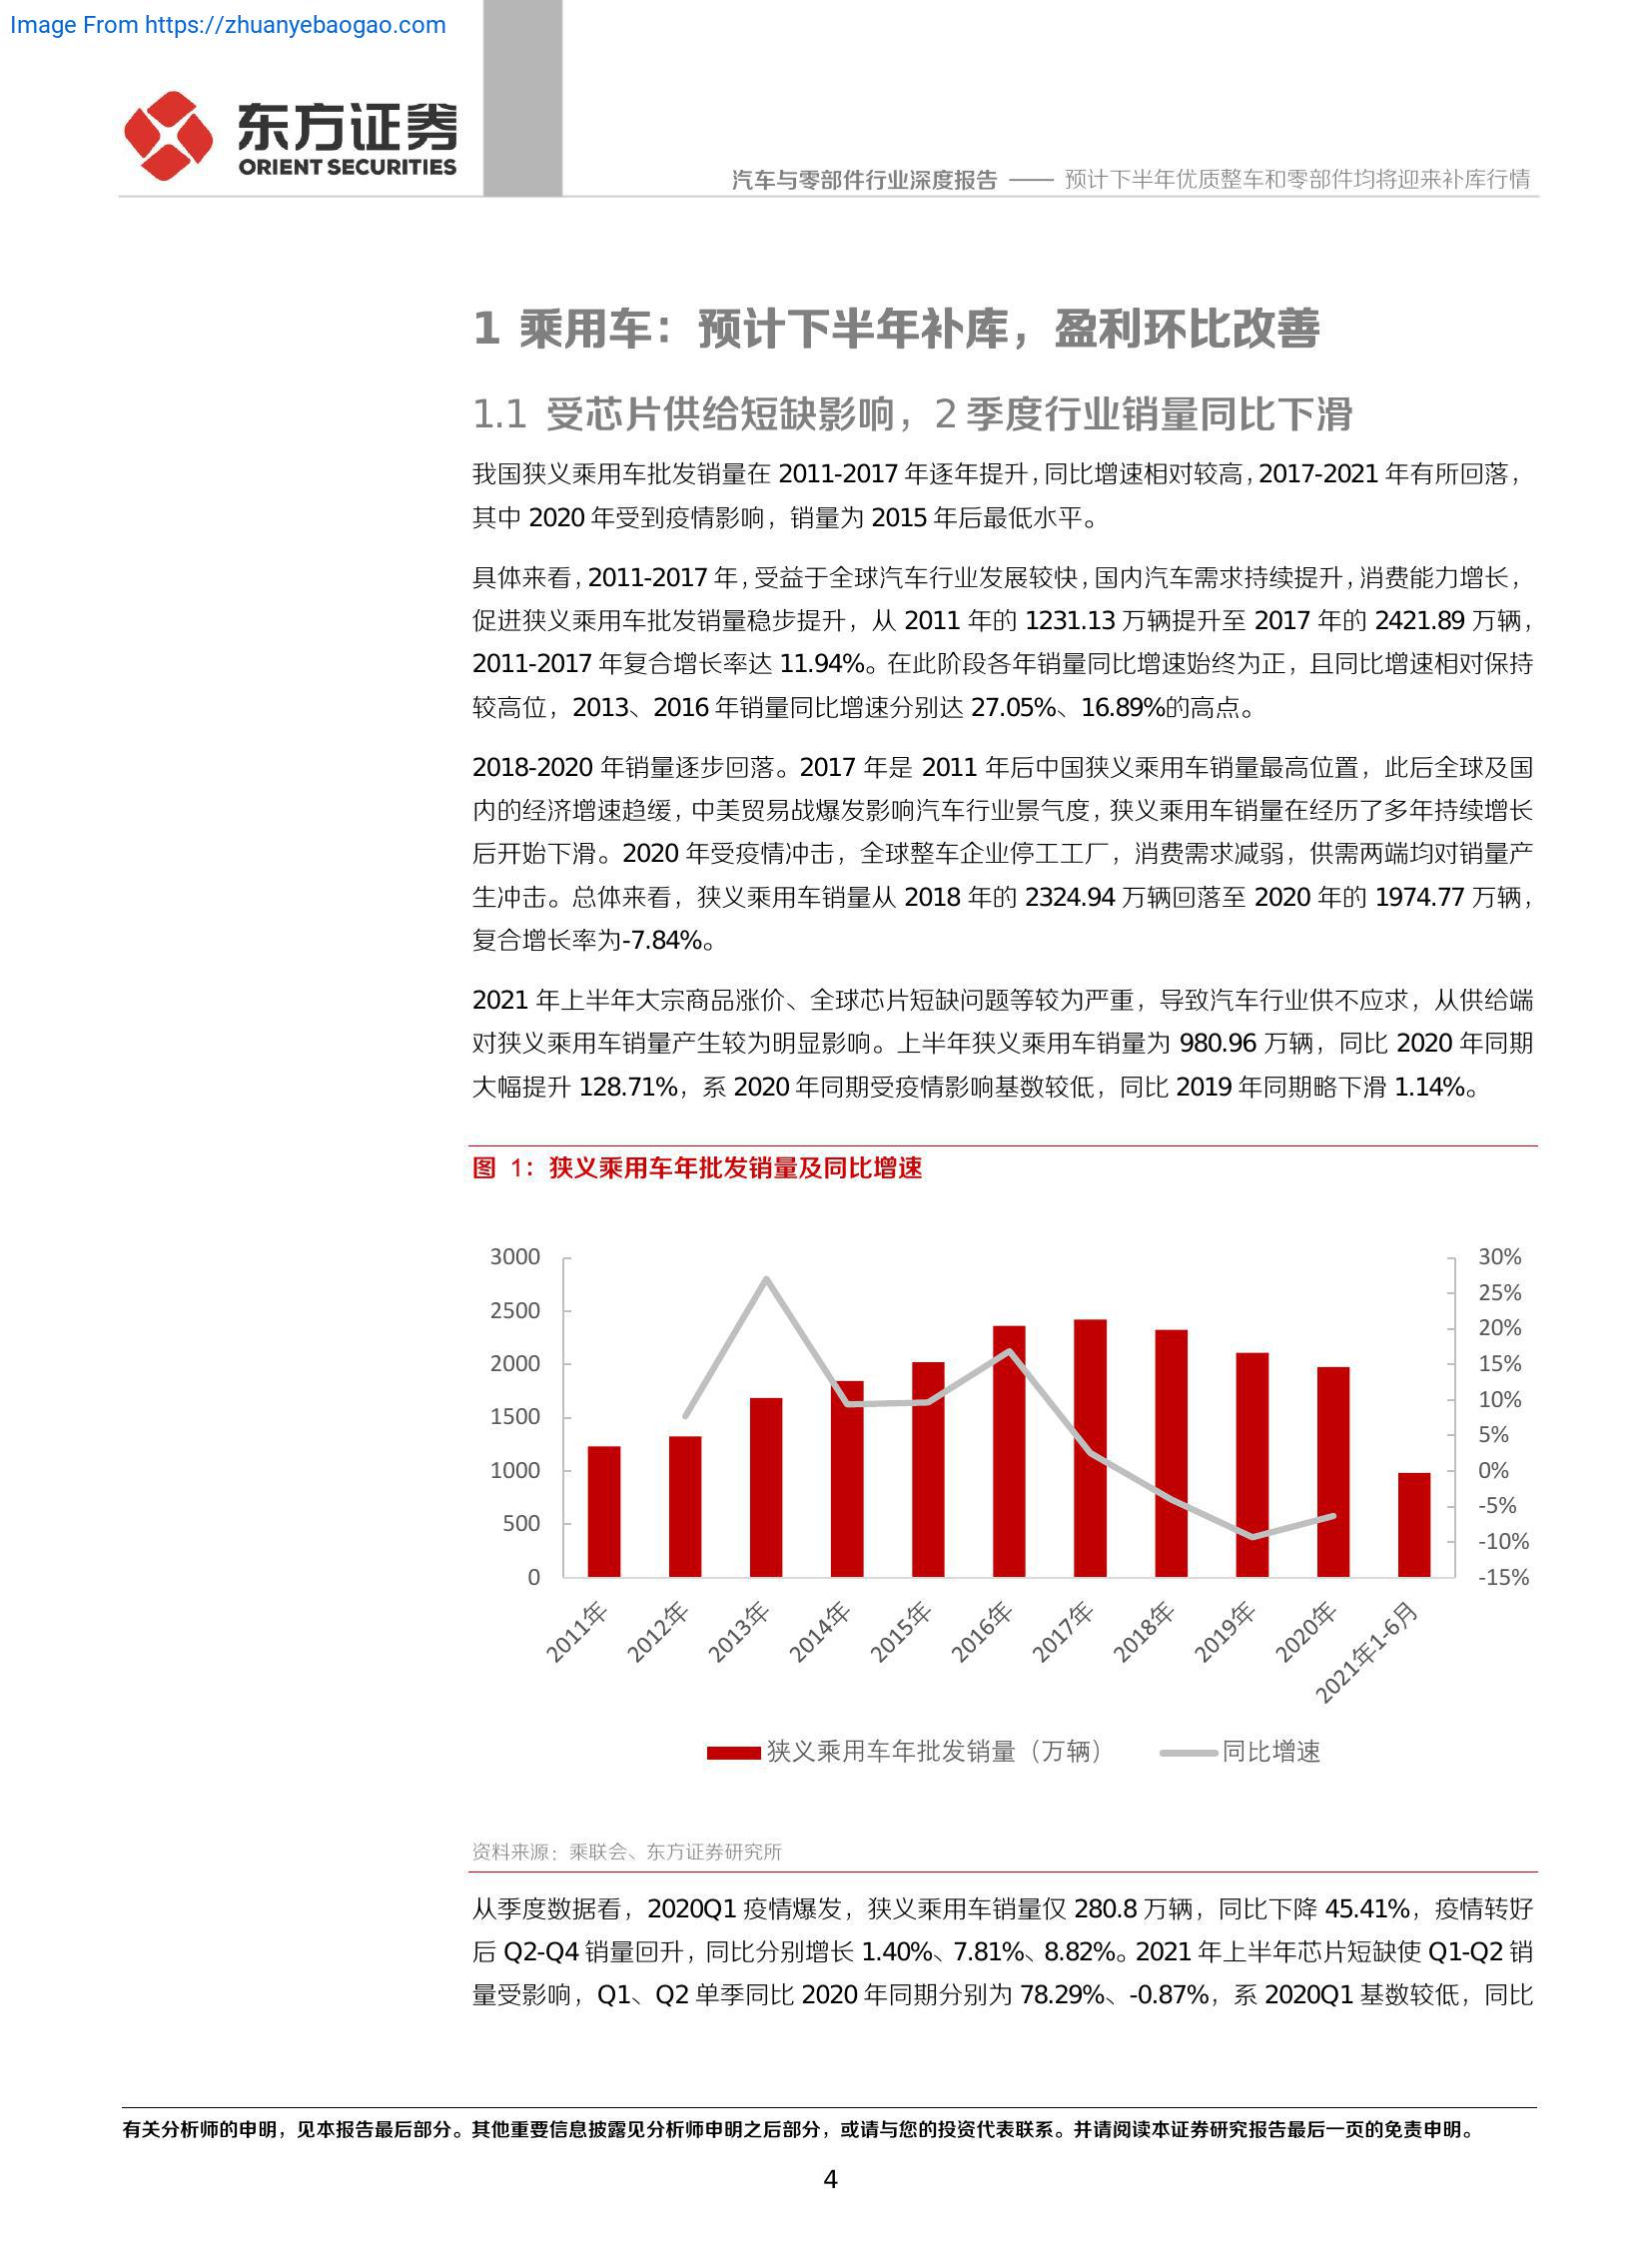 Image From https://zhuanyebaogao.com
东方证券
ORIENT SECURITIES
汽车与零部件行业深度报告 —— 预计下半年优质整车和零部件均将迎来补库行情
1 乘用车：预计下半年补库，盈利环比改善
1.1 受芯片供给短缺影响，2 季度行业销量同比下滑
我国狭义乘用车批发销量在 2011-2017 年逐年提升，同比增速相对较高，2017-2021 年有所回落，
其中 2020 年受到疫情影响，销量为 2015 年后最低水平。
具体来看，2011-2017 年，受益于全球汽车行业发展较快，国内汽车需求持续提升，消费能力增长，
促进狭义乘用车批发销量稳步提升，从 2011 年的 1231.13 万辆提升至 2017 年的 2421.89 万辆，
2011-2017 年复合增长率达 11.94%。在此阶段各年销量同比增速始终为正，且同比增速相对保持
较高位，2013、2016 年销量同比增速分别达 27.05%、16.89%的高点。
2018-2020 年销量逐步回落。2017 年是 2011 年后中国狭义乘用车销量最高位置，此后全球及国
内的经济增速趋缓，中美贸易战爆发影响汽车行业景气度，狭义乘用车销量在经历了多年持续增长
后开始下滑。2020 年受疫情冲击，全球整车企业停工工厂，消费需求减弱，供需两端均对销量产
生冲击。总体来看，狭义乘用车销量从 2018 年的 2324.94 万辆回落至 2020 年的 1974.77 万辆，
复合增长率为-7.84%。
2021 年上半年大宗商品涨价、全球芯片短缺问题等较为严重，导致汽车行业供不应求，从供给端
对狭义乘用车销量产生较为明显影响。上半年狭义乘用车销量为 980.96 万辆，同比 2020 年同期
大幅提升 128.71%，系 2020 年同期受疫情影响基数较低，同比 2019 年同期略下滑 1.14%。
图 1：狭义乘用车年批发销量及同比增速
3000
2500
2000
1500
1000
500
0
30%
25%
20%
15%
10%
5%
0%
-5%
-10%
-15%
2011年
2012年
2013年
2014年
2015年
2016年
2017年
2018年
2019年
2020年
2021年1-6月
狭义乘用车年批发销量（万辆）
同比增速
资料来源：乘联会、东方证券研究所
从季度数据看，2020Q1 疫情爆发，狭义乘用车销量仅 280.8 万辆，同比下降 45.41%，疫情转好
后 Q2-Q4 销量回升，同比分别增长 1.40%、7.81%、8.82%。2021 年上半年芯片短缺使 Q1-Q2 销
量受影响，Q1、Q2 单季同比 2020 年同期分别为 78.29%、-0.87%，系 2020Q1 基数较低，同比
有关分析师的申明，见本报告最后部分。其他重要信息披露见分析师申明之后部分，或请与您的投资代表联系。并请阅读本证券研究报告最后一页的免责申明。
4